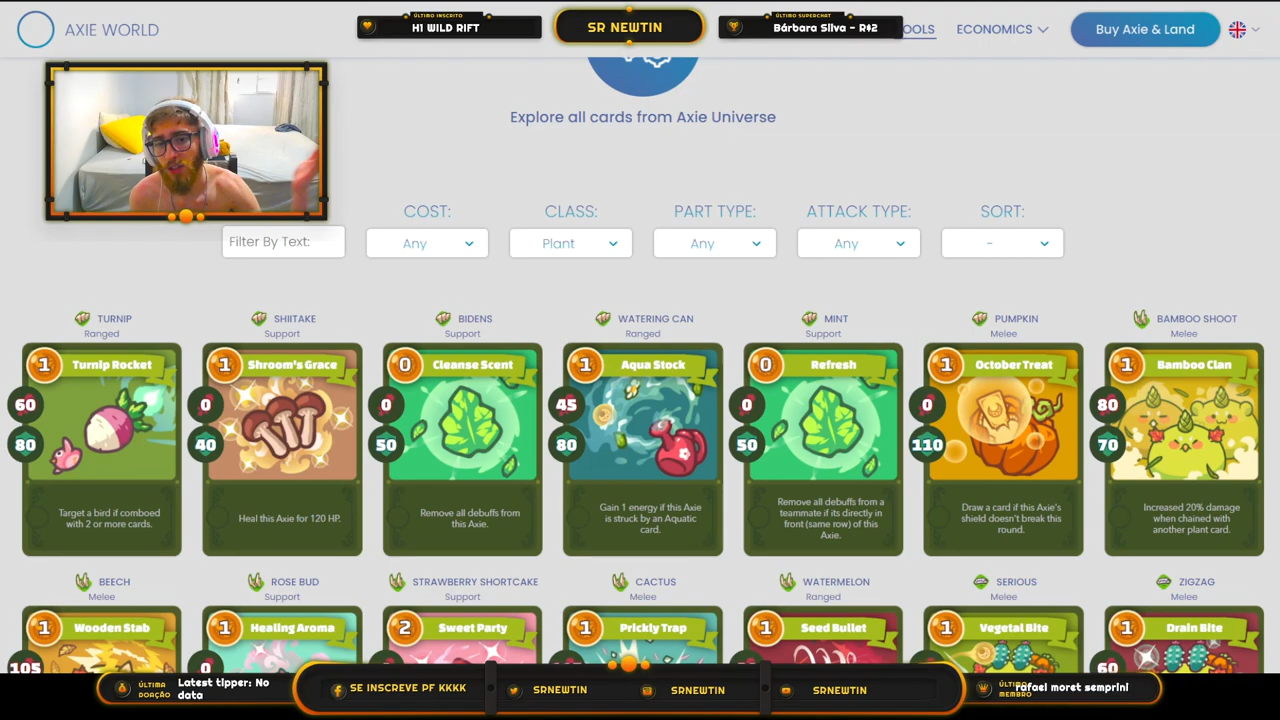 AXIE WORLD
ÚLTIMO INSCRITO
H1 WILD RIFT
SR NEWTIN
ÚLTIMO SUPERCHAT
Bárbara Silva - R$2
OOLS
ECONOMICS
Buy Axie & Land
Explore all cards from Axie Universe
COST:
CLASS:
PART TYPE:
ATTACK TYPE:
SORT:
Filter By Text:
Any
Plant
Any
Any
-
TURNIP
Ranged
SHIITAKE
Support
BIDENS
Support
WATERING CAN
Ranged
MINT
Support
PUMPKIN
Melee
BAMBOO SHOOT
Melee
1 Turnip Rocket
60
80
Target a bird if comboed
with 2 or more cards.
1 Shroom's Grace
0
40
Heal this Axie for 120 HP.
0 Cleanse Scent
0
50
Remove all debuffs from
this Axie.
1 Aqua Stock
45
80
Gain 1 energy if this Axie
is struck by an Aquatic
card.
0 Refresh
0
50
Remove all debuffs from a
teammate if its directly in
front (same row) of this
Axie.
1 October Treat
0
110
Draw a card if this Axie's
shield doesn't break this
round.
1 Bamboo Clan
80
70
Increased 20% damage
when chained with
another plant card.
BEECH
Melee
ROSE BUD
Support
STRAWBERRY SHORTCAKE
Support
CACTUS
Melee
WATERMELON
Ranged
SERIOUS
Melee
ZIGZAG
Melee
1 Wooden Stab
105
1 Healing Aroma
0
2 Sweet Party
1 Prickly Trap
1 Seed Bullet
1 Vegetal Bite
1 Drain Bite
60
ÚLTIMA
DOAÇÃO
Latest tipper: No
data
SE INSCREVE PF KKKK
SRNEWTIN
SRNEWTIN
SRNEWTIN
ÚLTIMO
MEMBRO
rafael moret semprini